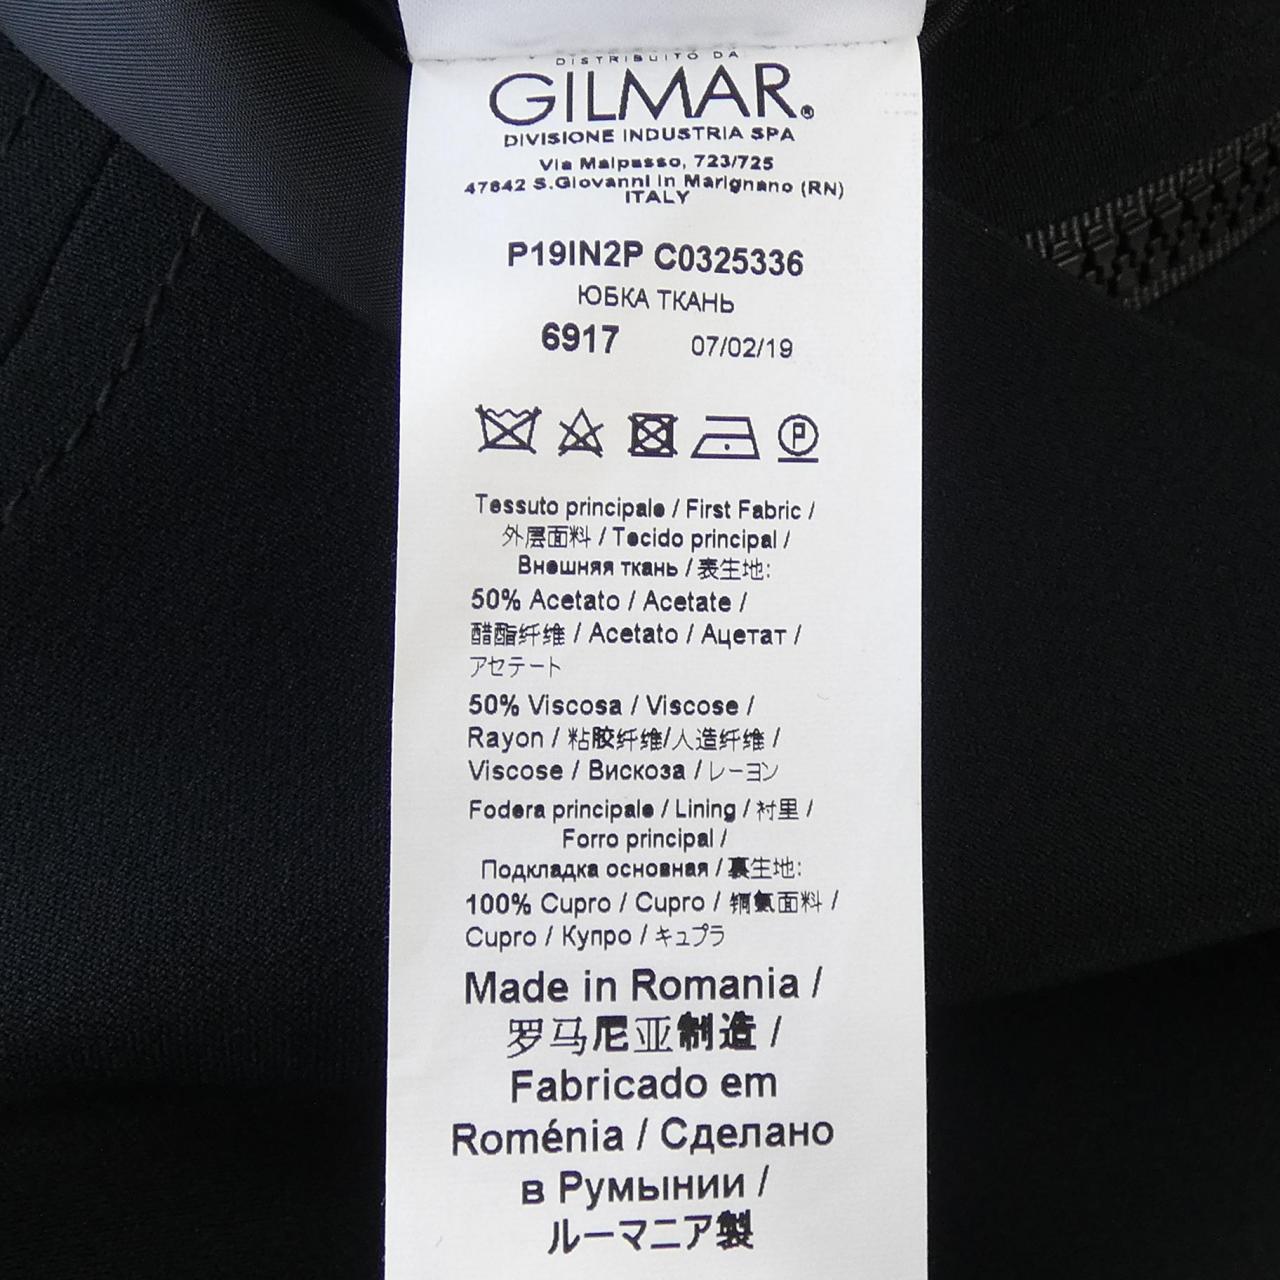 DISTRIBUITO DA
GILMAR®
DIVISIONE INDUSTRIA SPA
Via Malpasso, 723/725
47842 S.Giovanni in Marignano (RN)
ITALY
P19IN2P C0325336
ЮБКА ТКАНЬ
6917 07/02/19
P
Tessuto principale / First Fabric /
外层面料 / Tecido principal /
Внешняя ткань / 表生地:
50% Acetato / Acetate /
醋酯纤维 / Acetato / Ацетат /
アセテート
50% Viscosa / Viscose /
Rayon / 粘胶纤维/人造纤维 /
Viscose / Вискоза / レーヨン
Fodera principale / Lining / 衬里 /
Forro principal /
Подкладка основная / 裏生地:
100% Cupro / Cupro / 铜氨面料 /
Cupro / Купро / キュプラ
Made in Romania /
罗马尼亚制造 /
Fabricado em
Roménia / Сделано
в Румынии /
ルーマニア製